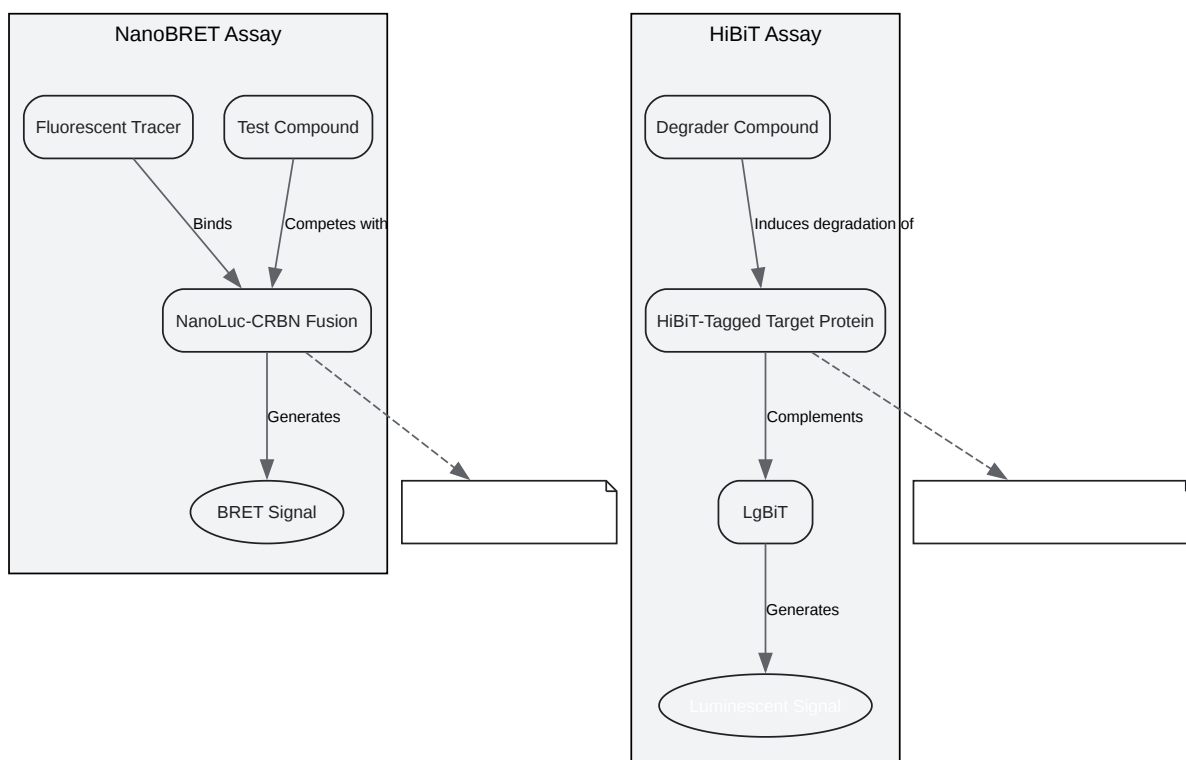 NanoBRET Assay
HiBiT Assay
Fluorescent Tracer
Test Compound
Degrader Compound
Binds
Competes with
Induces degradation of
NanoLuc-CRBN Fusion
HiBiT-Tagged Target Protein
Generates
Complements
BRET Signal
LgBiT
Generates
Luminescent Signal